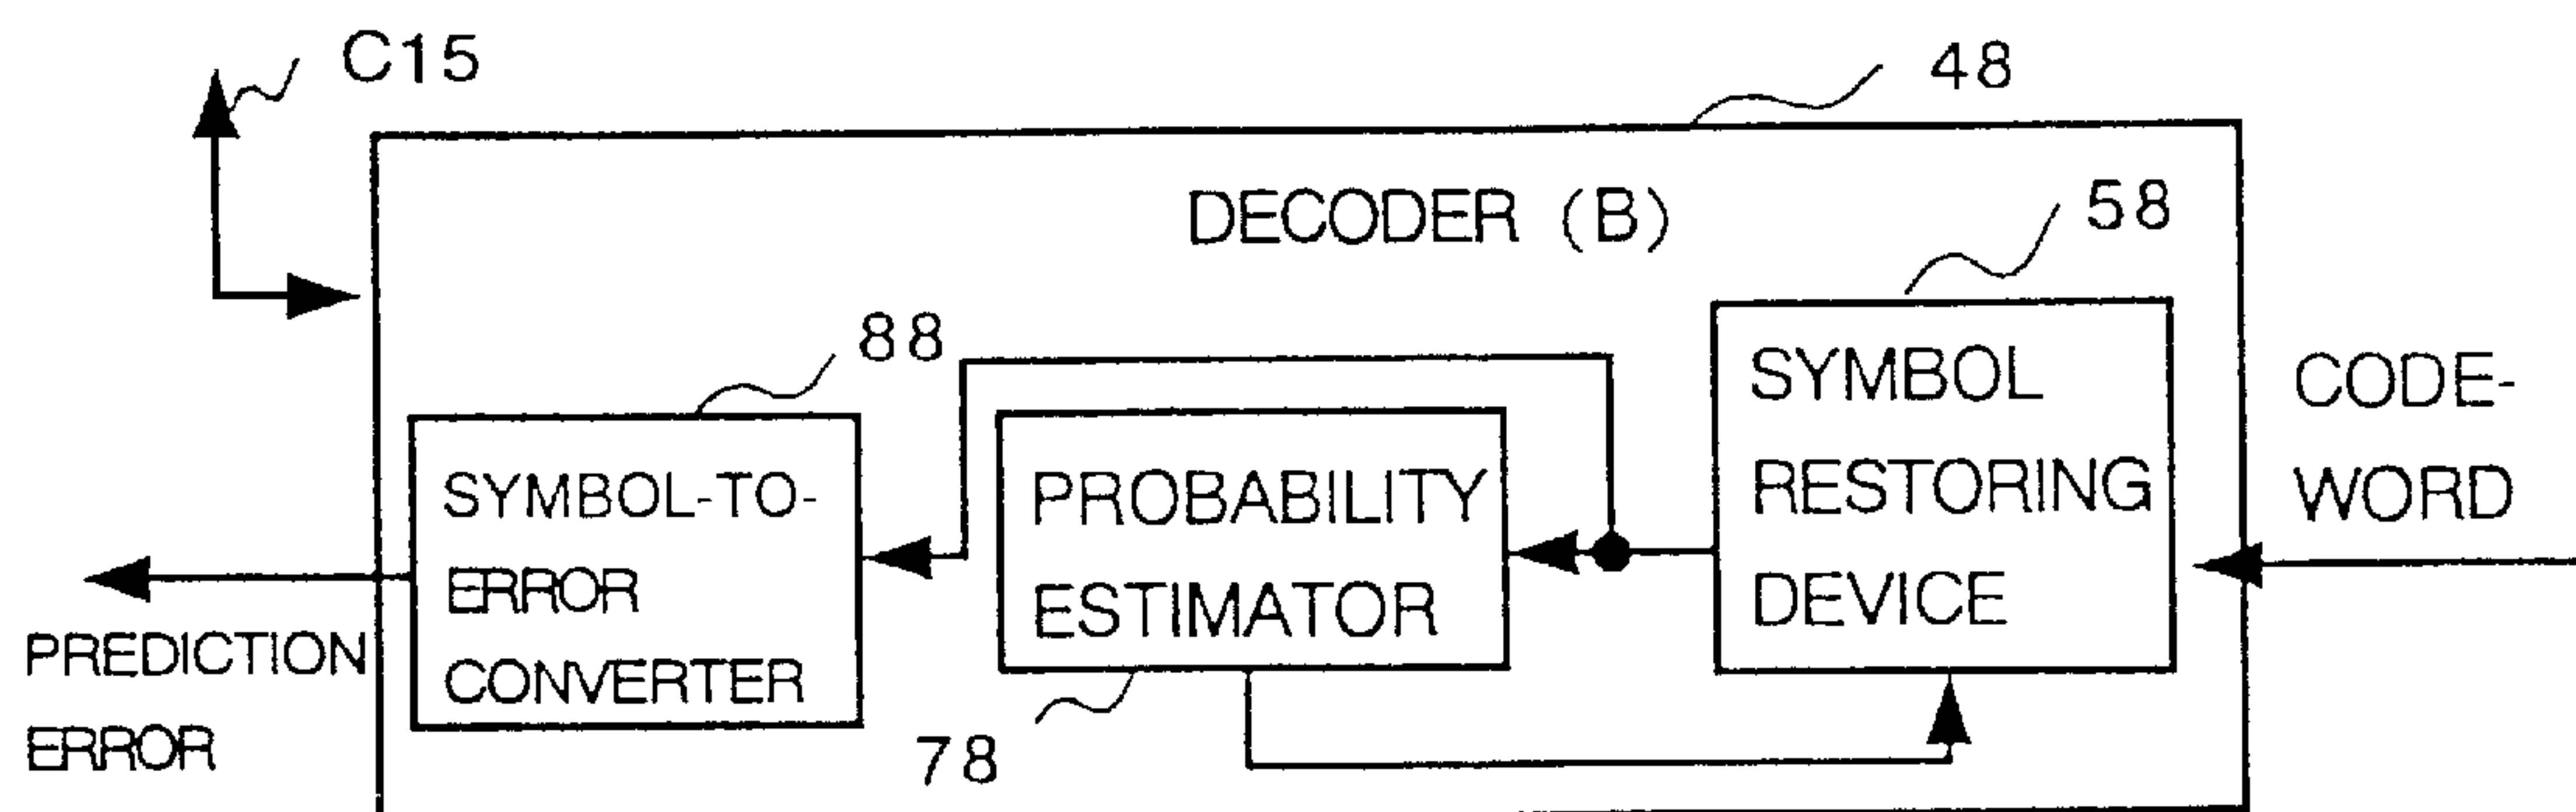 C15
48
DECODER (B)
58
88
SYMBOL
RESTORING
DEVICE
CODE-
WORD
PROBABILITY
ESTIMATOR
SYMBOL-TO-
ERROR
CONVERTER
PREDICTION
ERROR
78